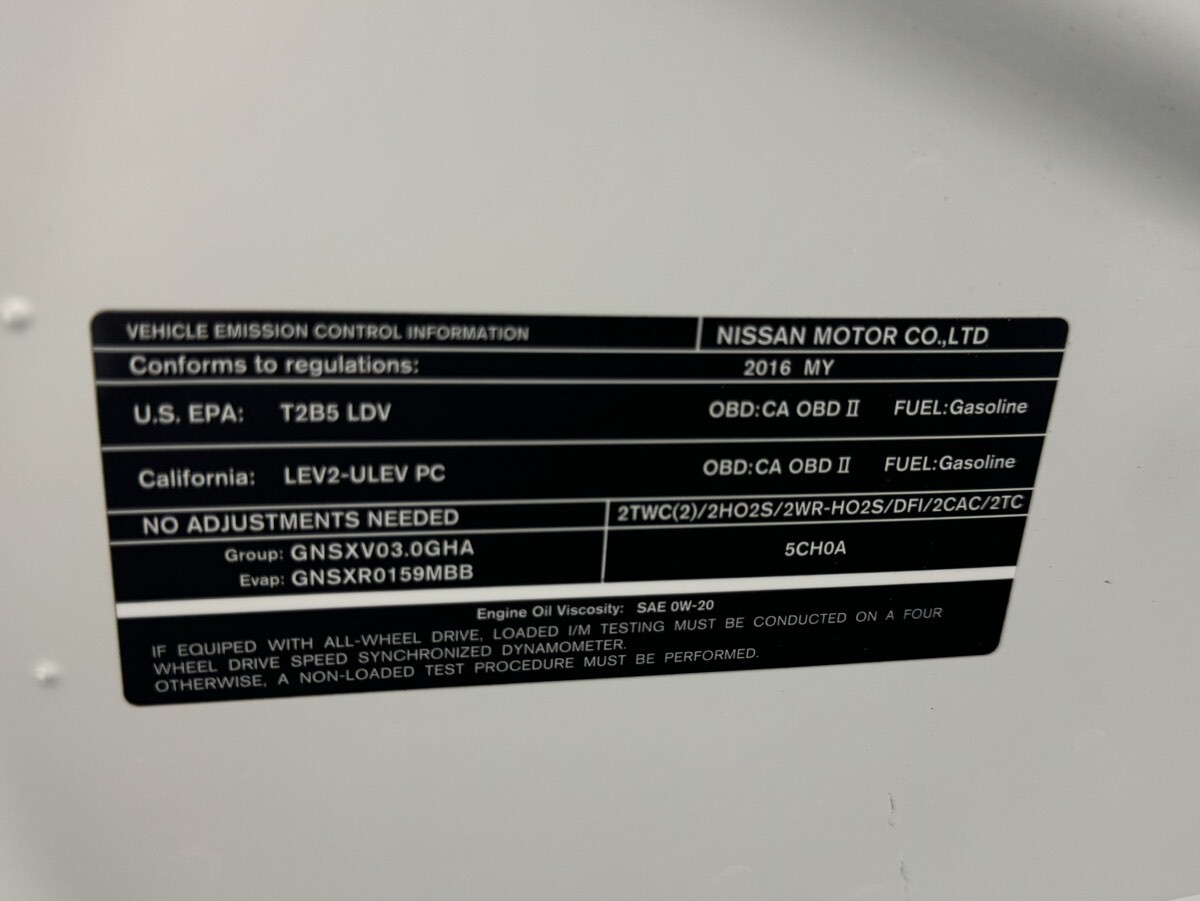 VEHICLE EMISSION CONTROL INFORMATION NISSAN MOTOR CO.,LTD
Conforms to regulations: 2016 MY
U.S. EPA: T2B5 LDV OBD:CA OBD II FUEL:Gasoline
California: LEV2-ULEV PC OBD:CA OBD II FUEL:Gasoline
NO ADJUSTMENTS NEEDED 2TWC(2)/2HO2S/2WR-HO2S/DFI/2CAC/2TC
Group: GNSXV03.0GHA 5CH0A
Evap: GNSXR0159MBB
Engine Oil Viscosity: SAE 0W-20
IF EQUIPED WITH ALL-WHEEL DRIVE, LOADED I/M TESTING MUST BE CONDUCTED ON A FOUR
WHEEL DRIVE SPEED SYNCHRONIZED DYNAMOMETER.
OTHERWISE, A NON-LOADED TEST PROCEDURE MUST BE PERFORMED.